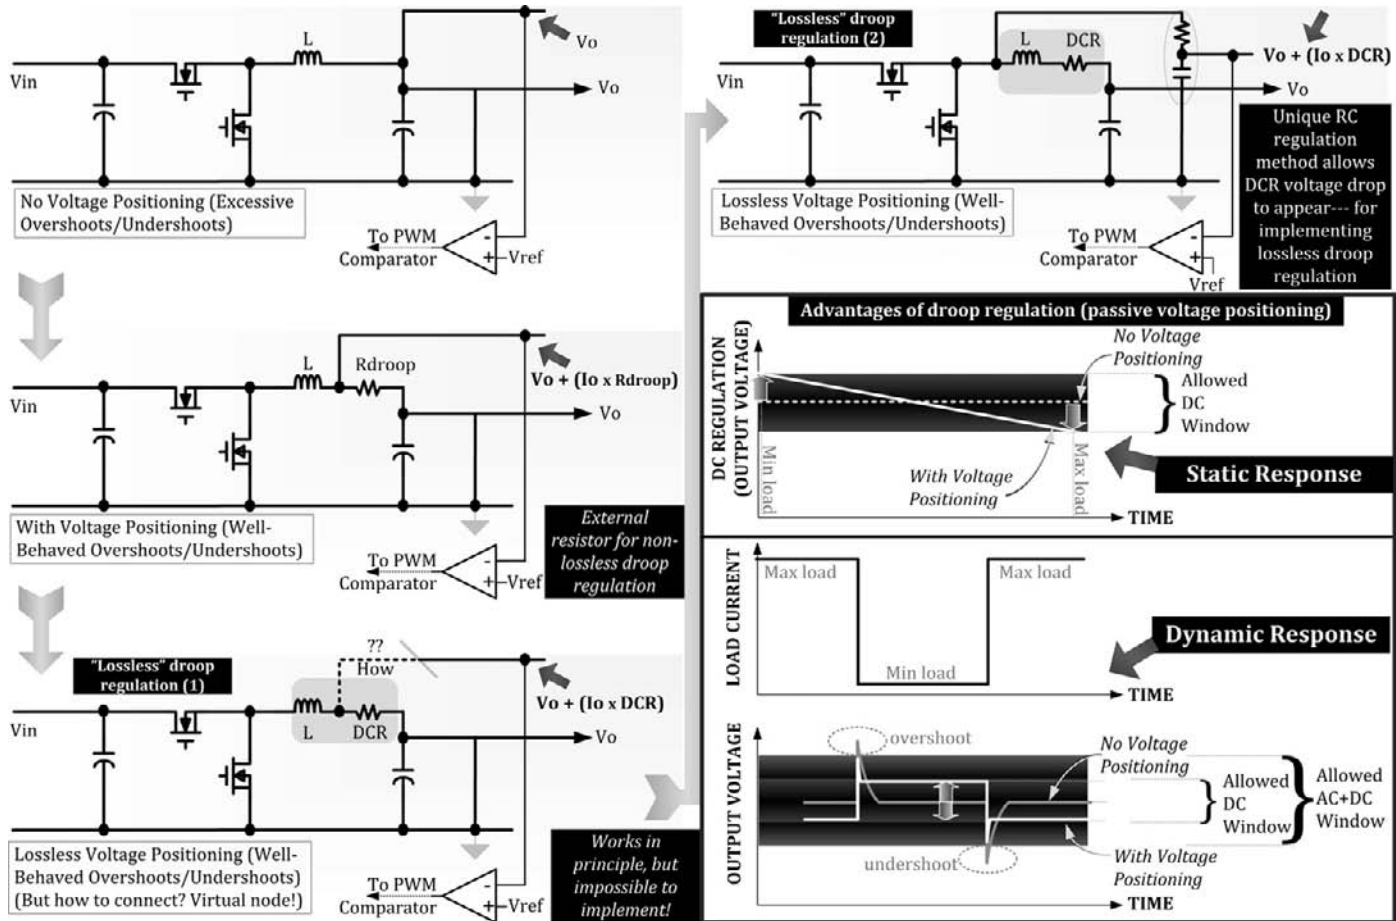 L
Vo
Vin
Vo
No Voltage Positioning (Excessive
Overshoots/Undershoots)
To PWM
Comparator
-
+
Vref
L
Rdroop
Vo + (Io x Rdroop)
Vin
Vo
With Voltage Positioning (Well-
Behaved Overshoots/Undershoots)
To PWM
Comparator
-
+
Vref
External
resistor for non-
lossless droop
regulation
"Lossless" droop
regulation (1)
??
How
Vo + (Io x DCR)
Vin
L
DCR
Vo
Lossless Voltage Positioning (Well-
Behaved Overshoots/Undershoots)
(But how to connect? Virtual node!)
To PWM
Comparator
-
+
Vref
Works in
principle, but
impossible to
implement!
"Lossless" droop
regulation (2)
L
DCR
Vo + (Io x DCR)
Vin
Vo
Lossless Voltage Positioning (Well-
Behaved Overshoots/Undershoots)
To PWM
Comparator
-
+
Vref
Unique RC
regulation
method allows
DCR voltage drop
to appear--- for
implementing
lossless droop
regulation
Advantages of droop regulation (passive voltage positioning)
DC REGULATION
(OUTPUT VOLTAGE)
No Voltage
Positioning
Allowed
DC
Window
Min load
With Voltage
Positioning
Max load
Static Response
TIME
LOAD CURRENT
Max load
Min load
Max load
Dynamic Response
TIME
OUTPUT VOLTAGE
overshoot
No Voltage
Positioning
Allowed
DC
Window
Allowed
AC+DC
Window
undershoot
With Voltage
Positioning
TIME